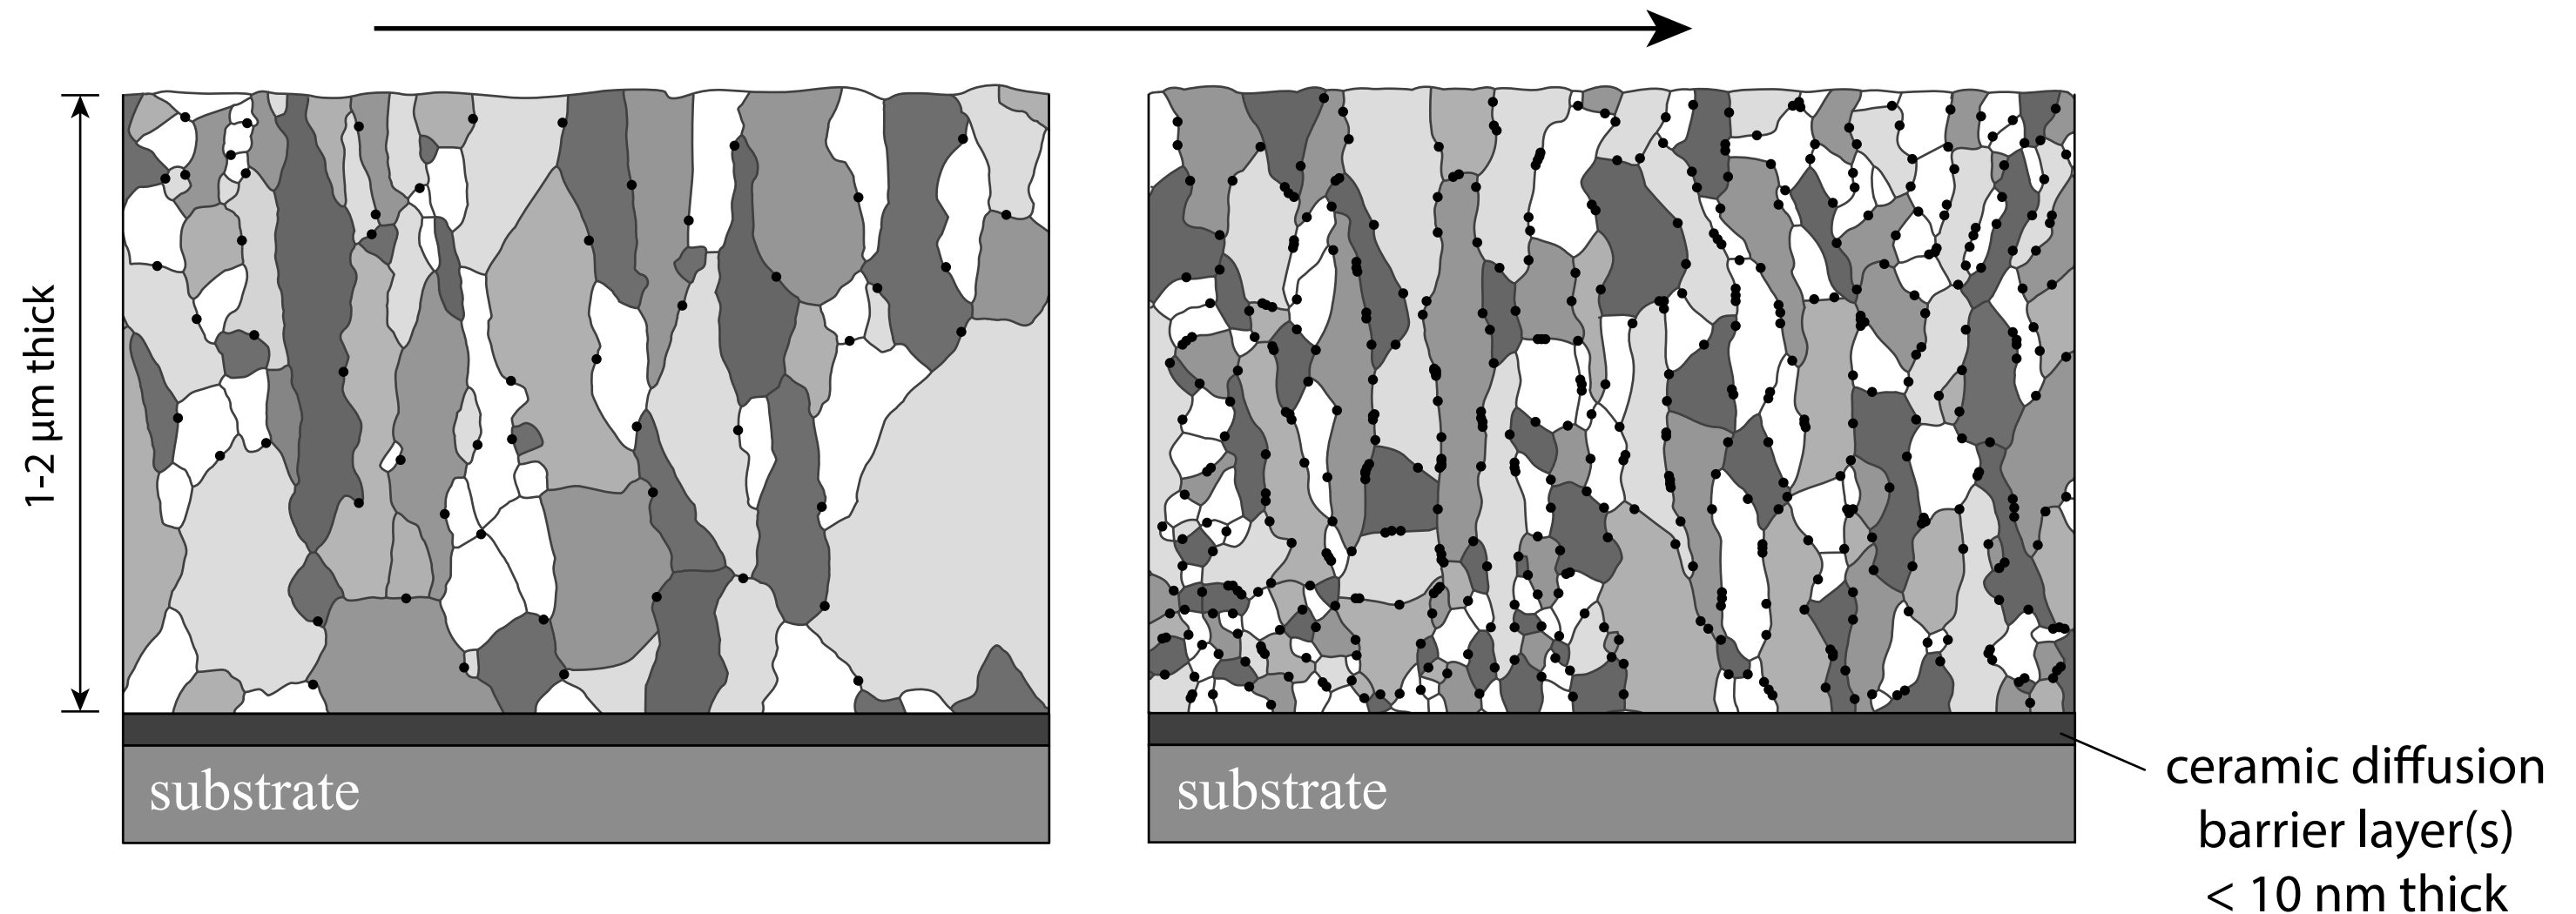 1-2 μm thick
substrate
substrate
ceramic diffusion
barrier layer(s)
< 10 nm thick